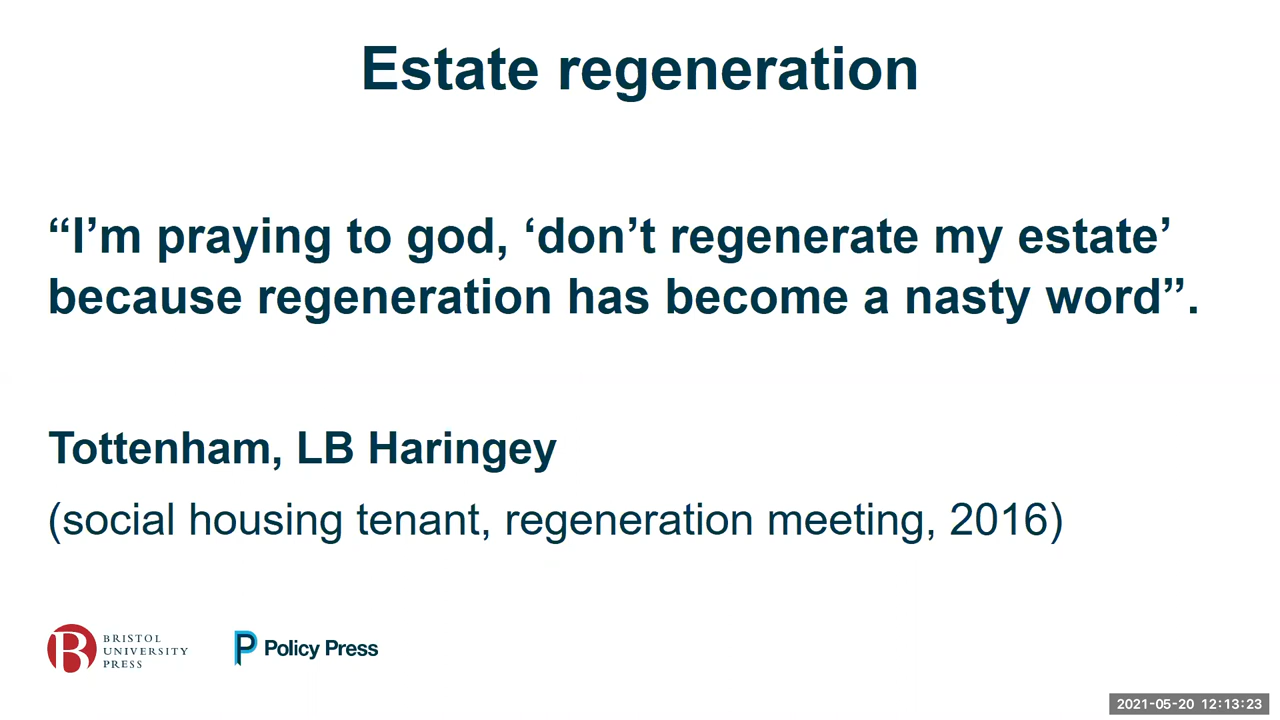 Estate regeneration
“I’m praying to god, ‘don’t regenerate my estate’
because regeneration has become a nasty word”.
Tottenham, LB Haringey
(social housing tenant, regeneration meeting, 2016)
BRISTOL
UNIVERSITY
PRESS
Policy Press
2021-05-20 12:13:23